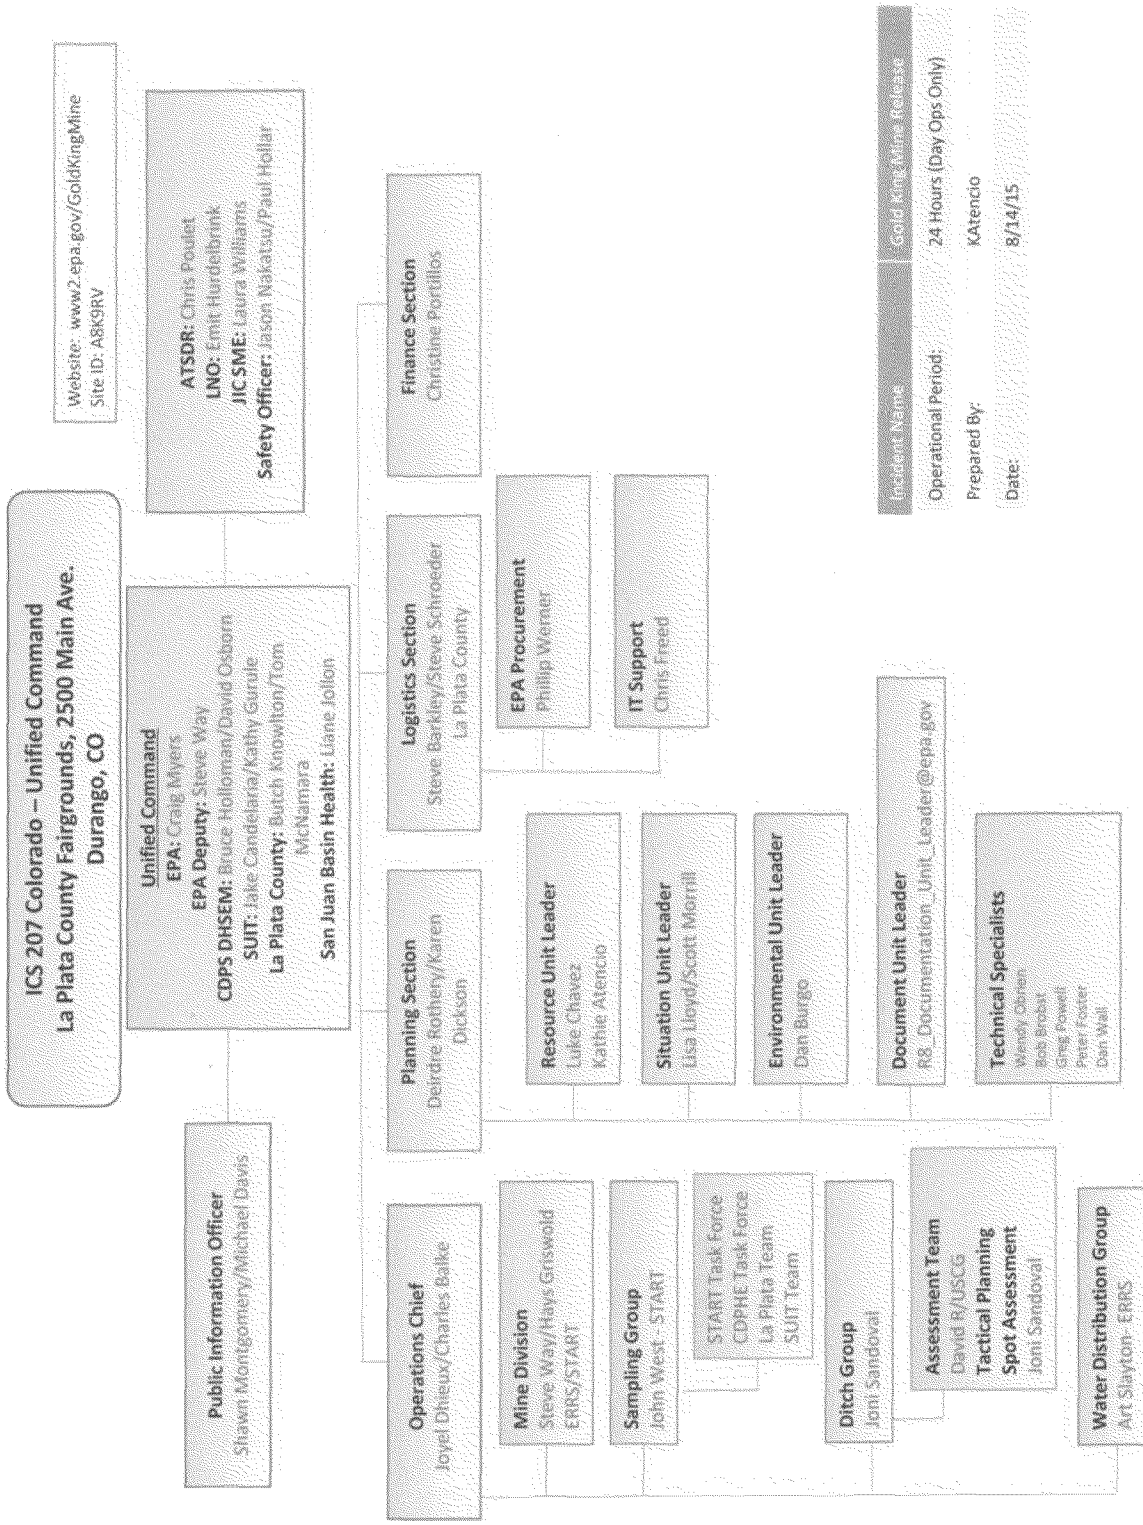 ICS 207 Colorado – Unified Command
La Plata County Fairgrounds, 2500 Main Ave.
Durango, CO
Website: www2.epa.gov/GoldKingMine
Site ID: A8K9RV
Public Information Officer
Shawn Montgomery/Michael Davis
Unified Command
EPA: Craig Myers
EPA Deputy: Steve Way
CDPS DHSEM: Bruce Holloman/David Osborn
SUIT: Jake Candelaria/Kathy Gurule
La Plata County: Butch Knowlton/Tom
McNamara
San Juan Basin Health: Liane Jollon
ATSDR: Chris Poulet
LNO: Emit Hurdelbrink
JIC SME: Laura Williams
Safety Officer: Jason Nakatsu/Paul Hollar
Operations Chief
Joyel Dhieux/Charles Balke
Mine Division
Steve Way/Hays Griswold
ERRS/START
Sampling Group
John West - START
START Task Force
CDPHE Task Force
La Plata Team
SUIT Team
Ditch Group
Joni Sandoval
Assessment Team
David R/USCG
Tactical Planning
Spot Assessment
Joni Sandoval
Water Distribution Group
Art Slayton- ERRS
Planning Section
Deirdre Rothery/Karen
Dickson
Resource Unit Leader
Luke Chavez
Kathie Atencio
Situation Unit Leader
Lisa Lloyd/Scott Morrill
Environmental Unit Leader
Dan Burgo
Document Unit Leader
R8_Documentation_Unit_Leader@epa.gov
Technical Specialists
Wendy Obrien
Bob Benbat
Greg Powell
Peter Foster
Dan Wall
Logistics Section
Steve Barkley/Steve Schroeder
La Plata County
EPA Procurement
Phillip Werner
IT Support
Chris Freed
Finance Section
Christine Portillos
Incident Name Gold King Mine Release
Operational Period: 24 Hours (Day Ops Only)
Prepared By: KAtencio
Date: 8/14/15